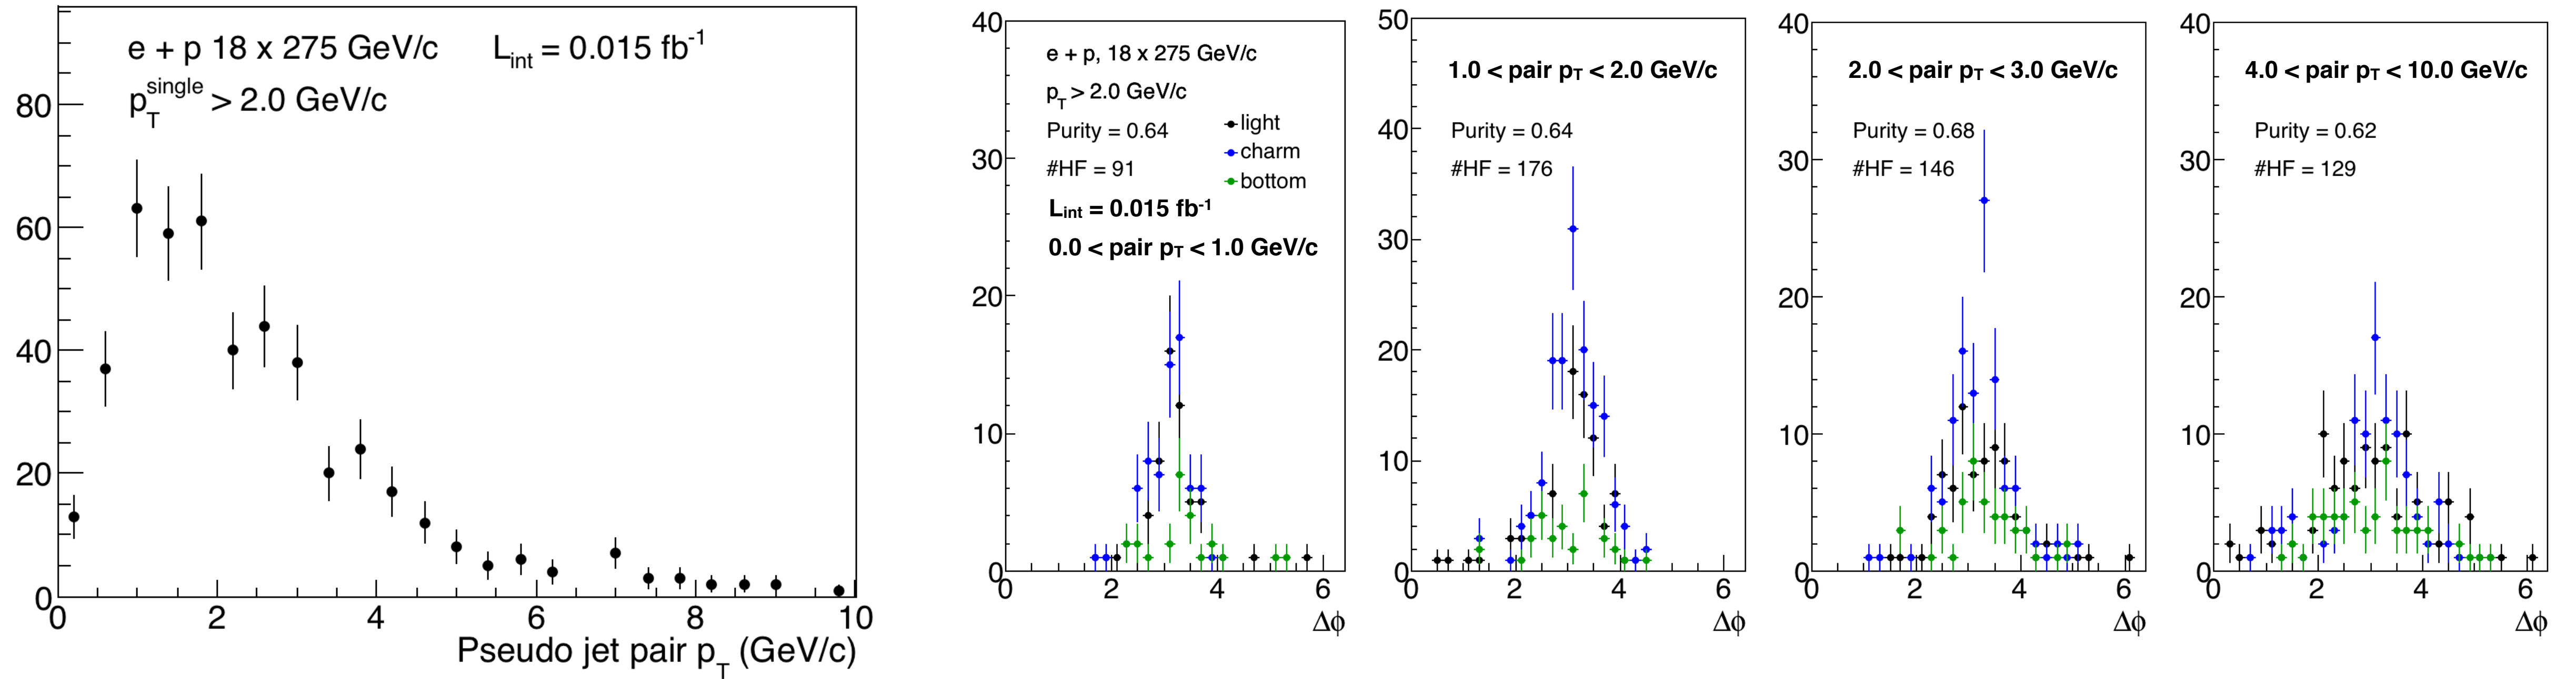 e + p 18 x 275 GeV/c L_int = 0.015 fb^-1
p_T^single > 2.0 GeV/c
80
60
40
20
0
0 2 4 6 8 10
Pseudo jet pair p_T (GeV/c)
40
30
20
10
0
e + p, 18 x 275 GeV/c
p_T > 2.0 GeV/c
Purity = 0.64
#HF = 91
light
charm
bottom
L_int = 0.015 fb^-1
0.0 < pair p_T < 1.0 GeV/c
0 2 4 6
Δϕ
50
40
30
20
10
0
1.0 < pair p_T < 2.0 GeV/c
Purity = 0.64
#HF = 176
0 2 4 6
Δϕ
40
30
20
10
0
2.0 < pair p_T < 3.0 GeV/c
Purity = 0.68
#HF = 146
0 2 4 6
Δϕ
40
30
20
10
0
4.0 < pair p_T < 10.0 GeV/c
Purity = 0.62
#HF = 129
0 2 4 6
Δϕ